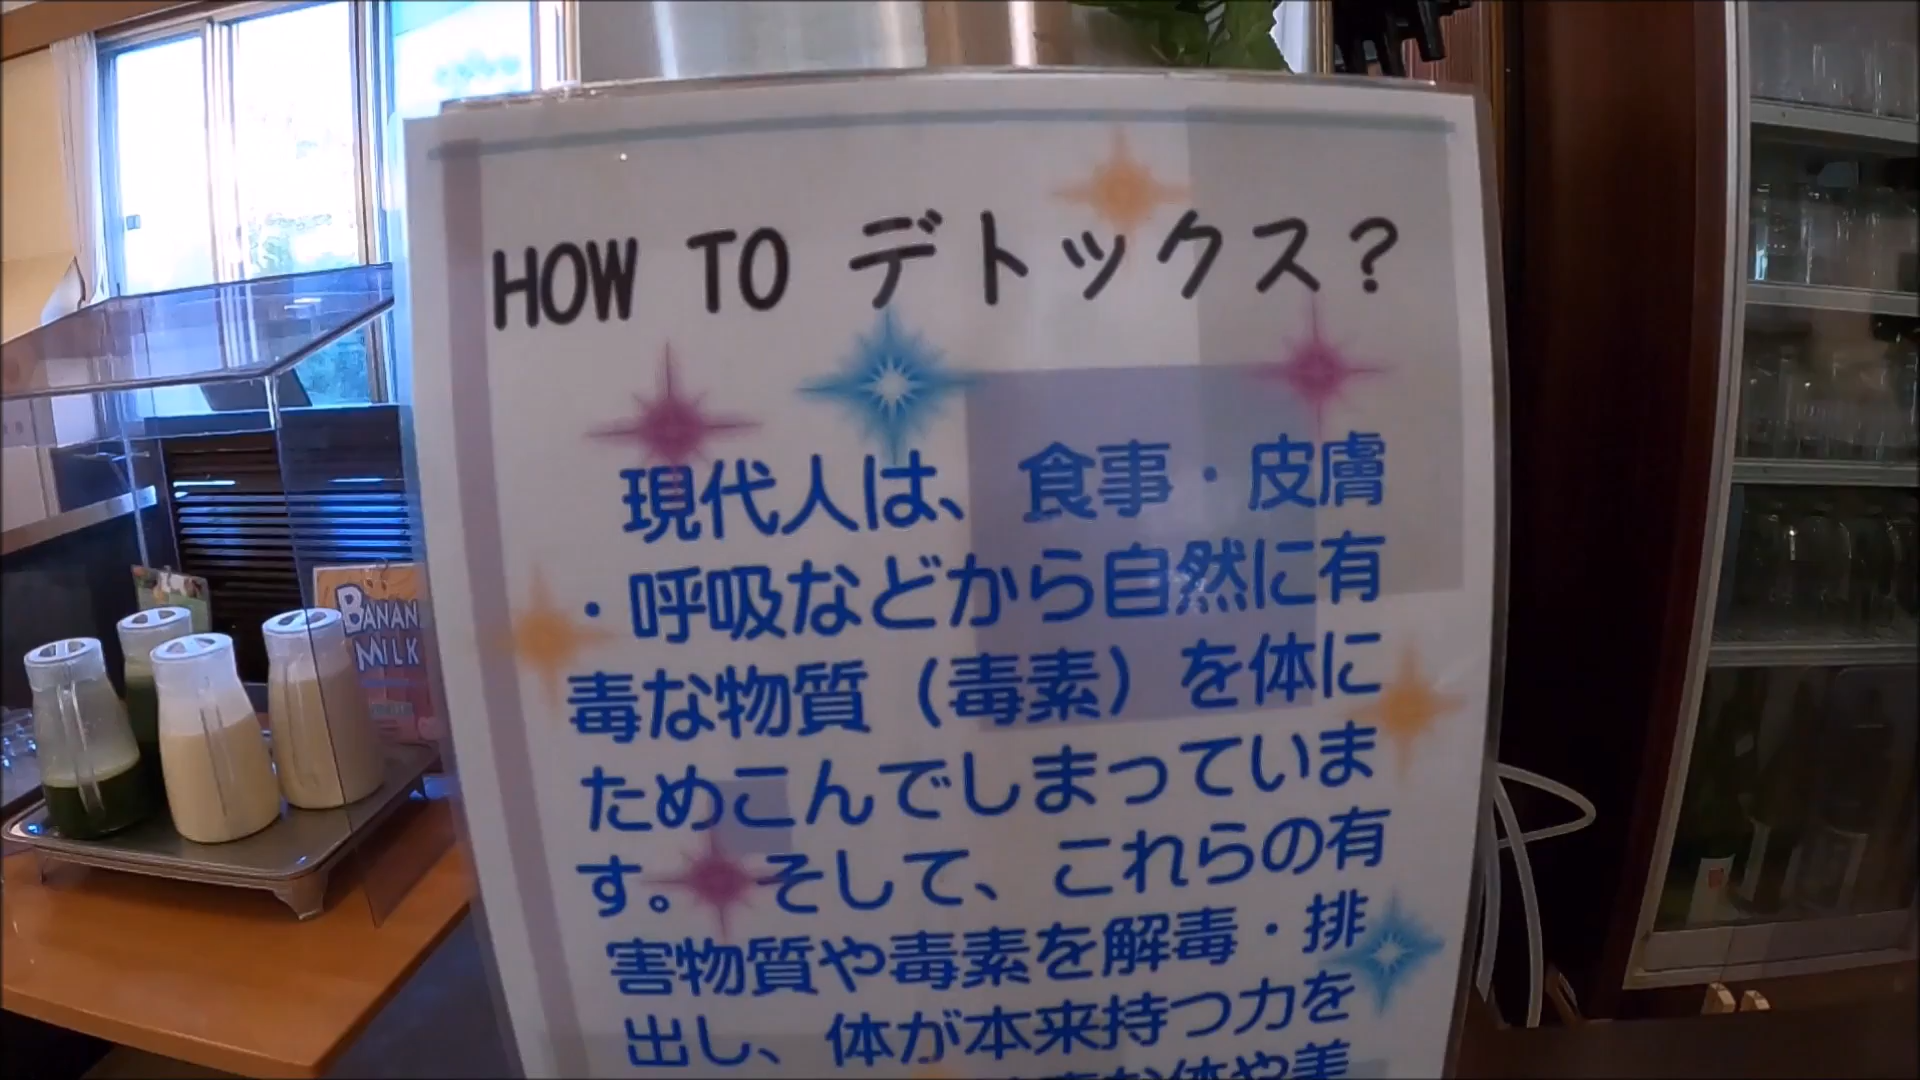 HOW TO デトックス？
現代人は、食事・皮膚
・呼吸などから自然に有
毒な物質（毒素）を体に
ためこんでしまっていま
す。そして、これらの有
害物質や毒素を解毒・排
出し、体が本来持つ力を
BANAN
MILK